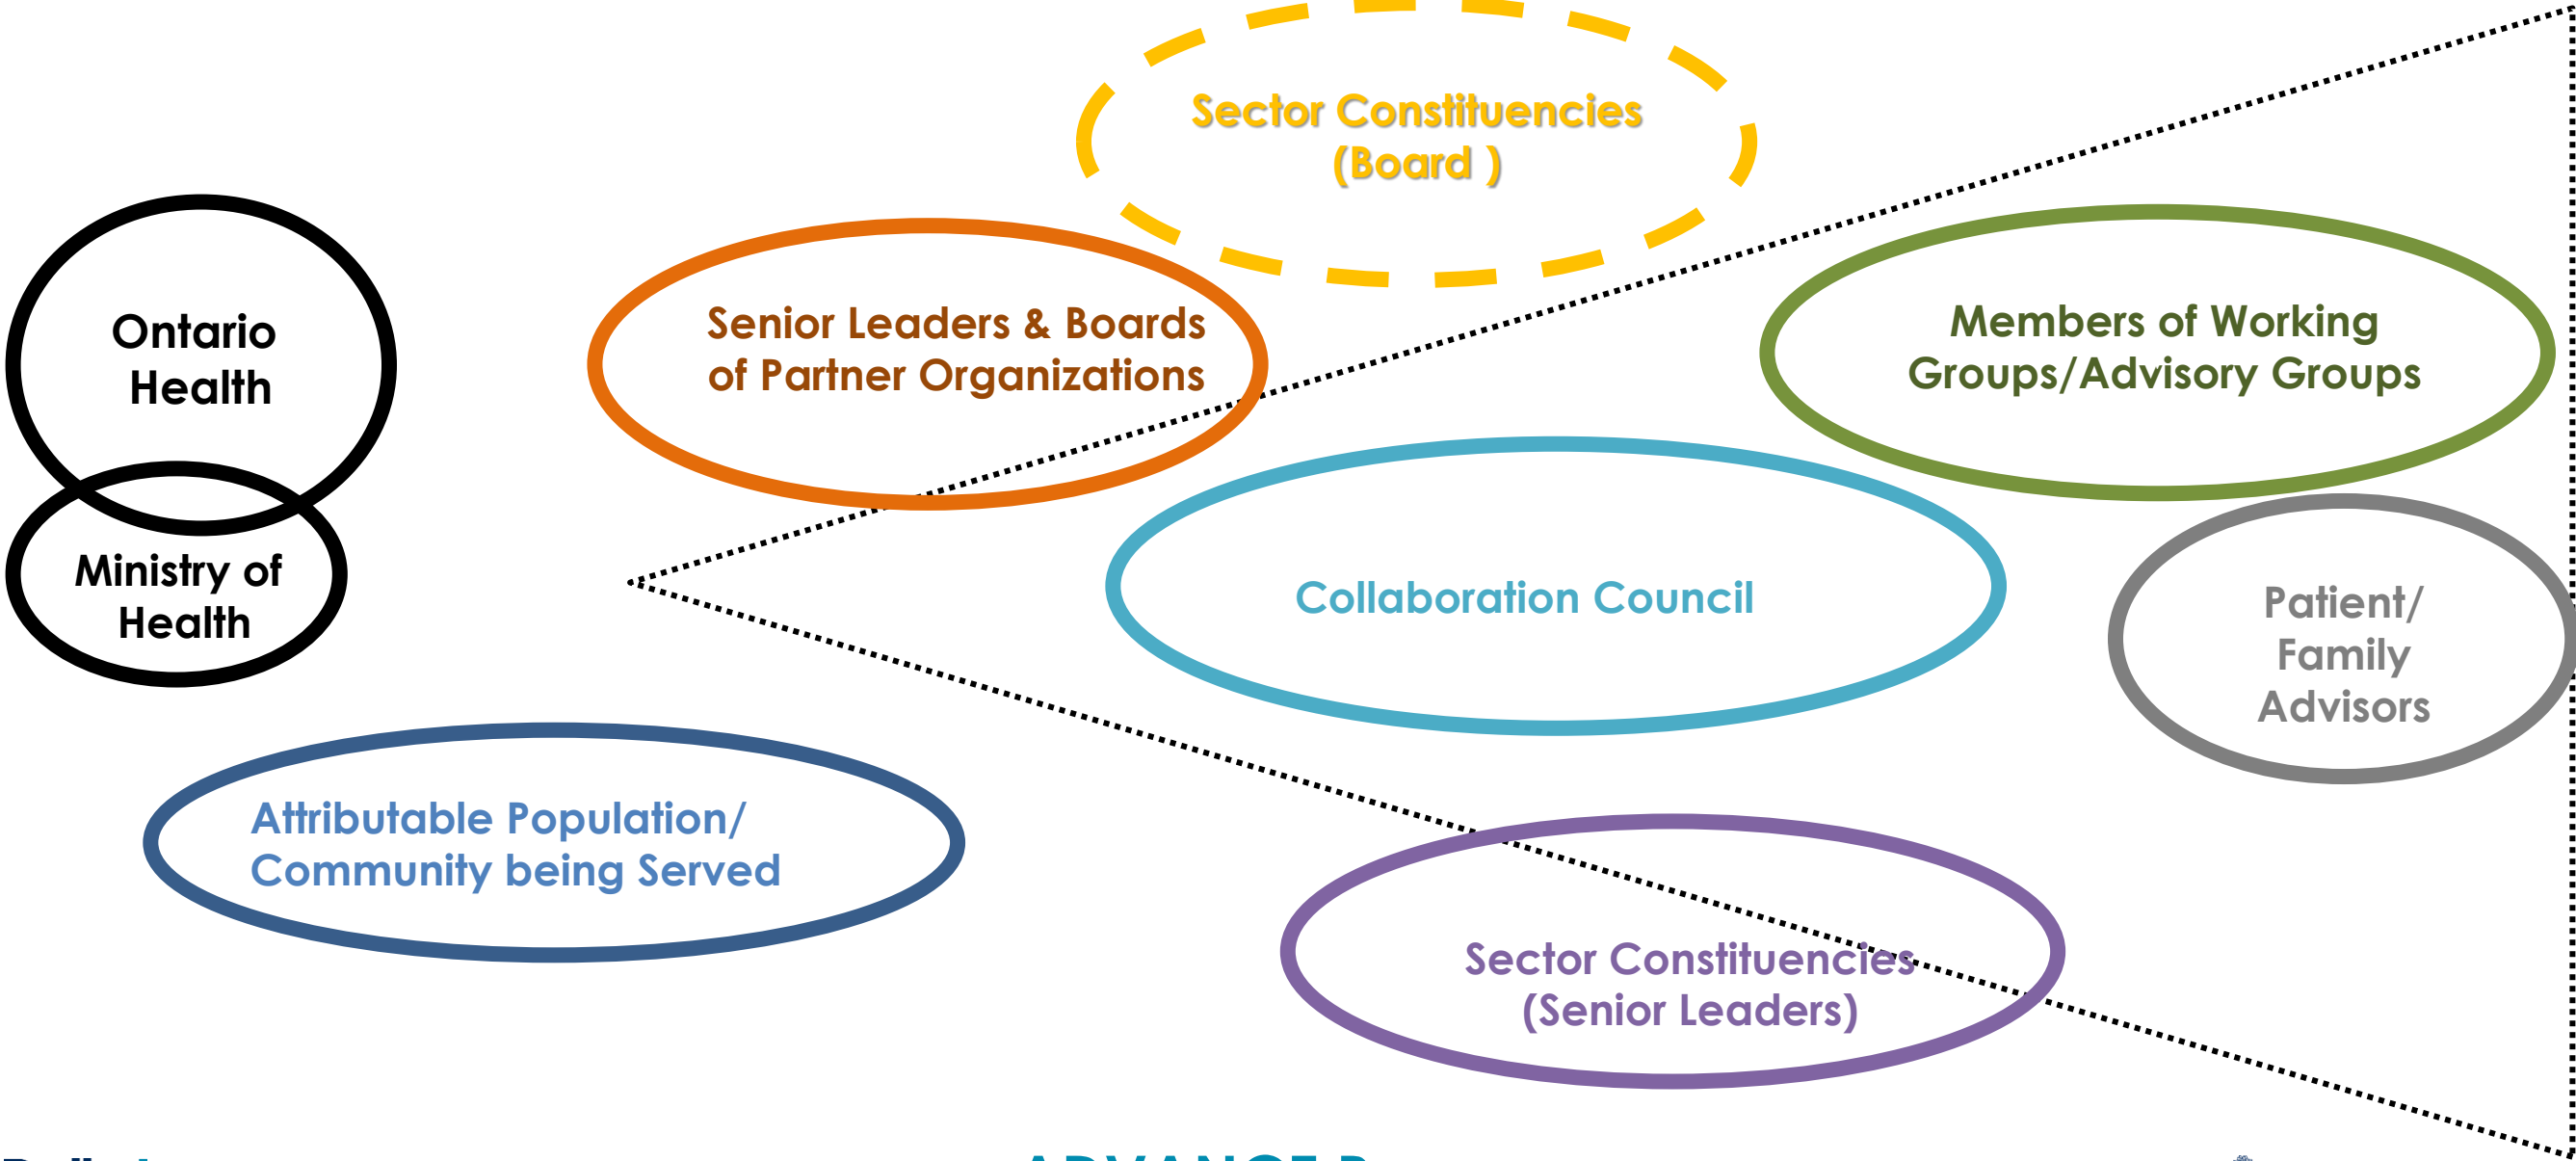 Sector Constituencies
(Board )
Ontario
Health
Senior Leaders & Boards
of Partner Organizations
Members of Working
Groups/Advisory Groups
Ministry of
Health
Collaboration Council
Patient/
Family
Advisors
Attributable Population/
Community being Served
Sector Constituencies
(Senior Leaders)
ADVANCE